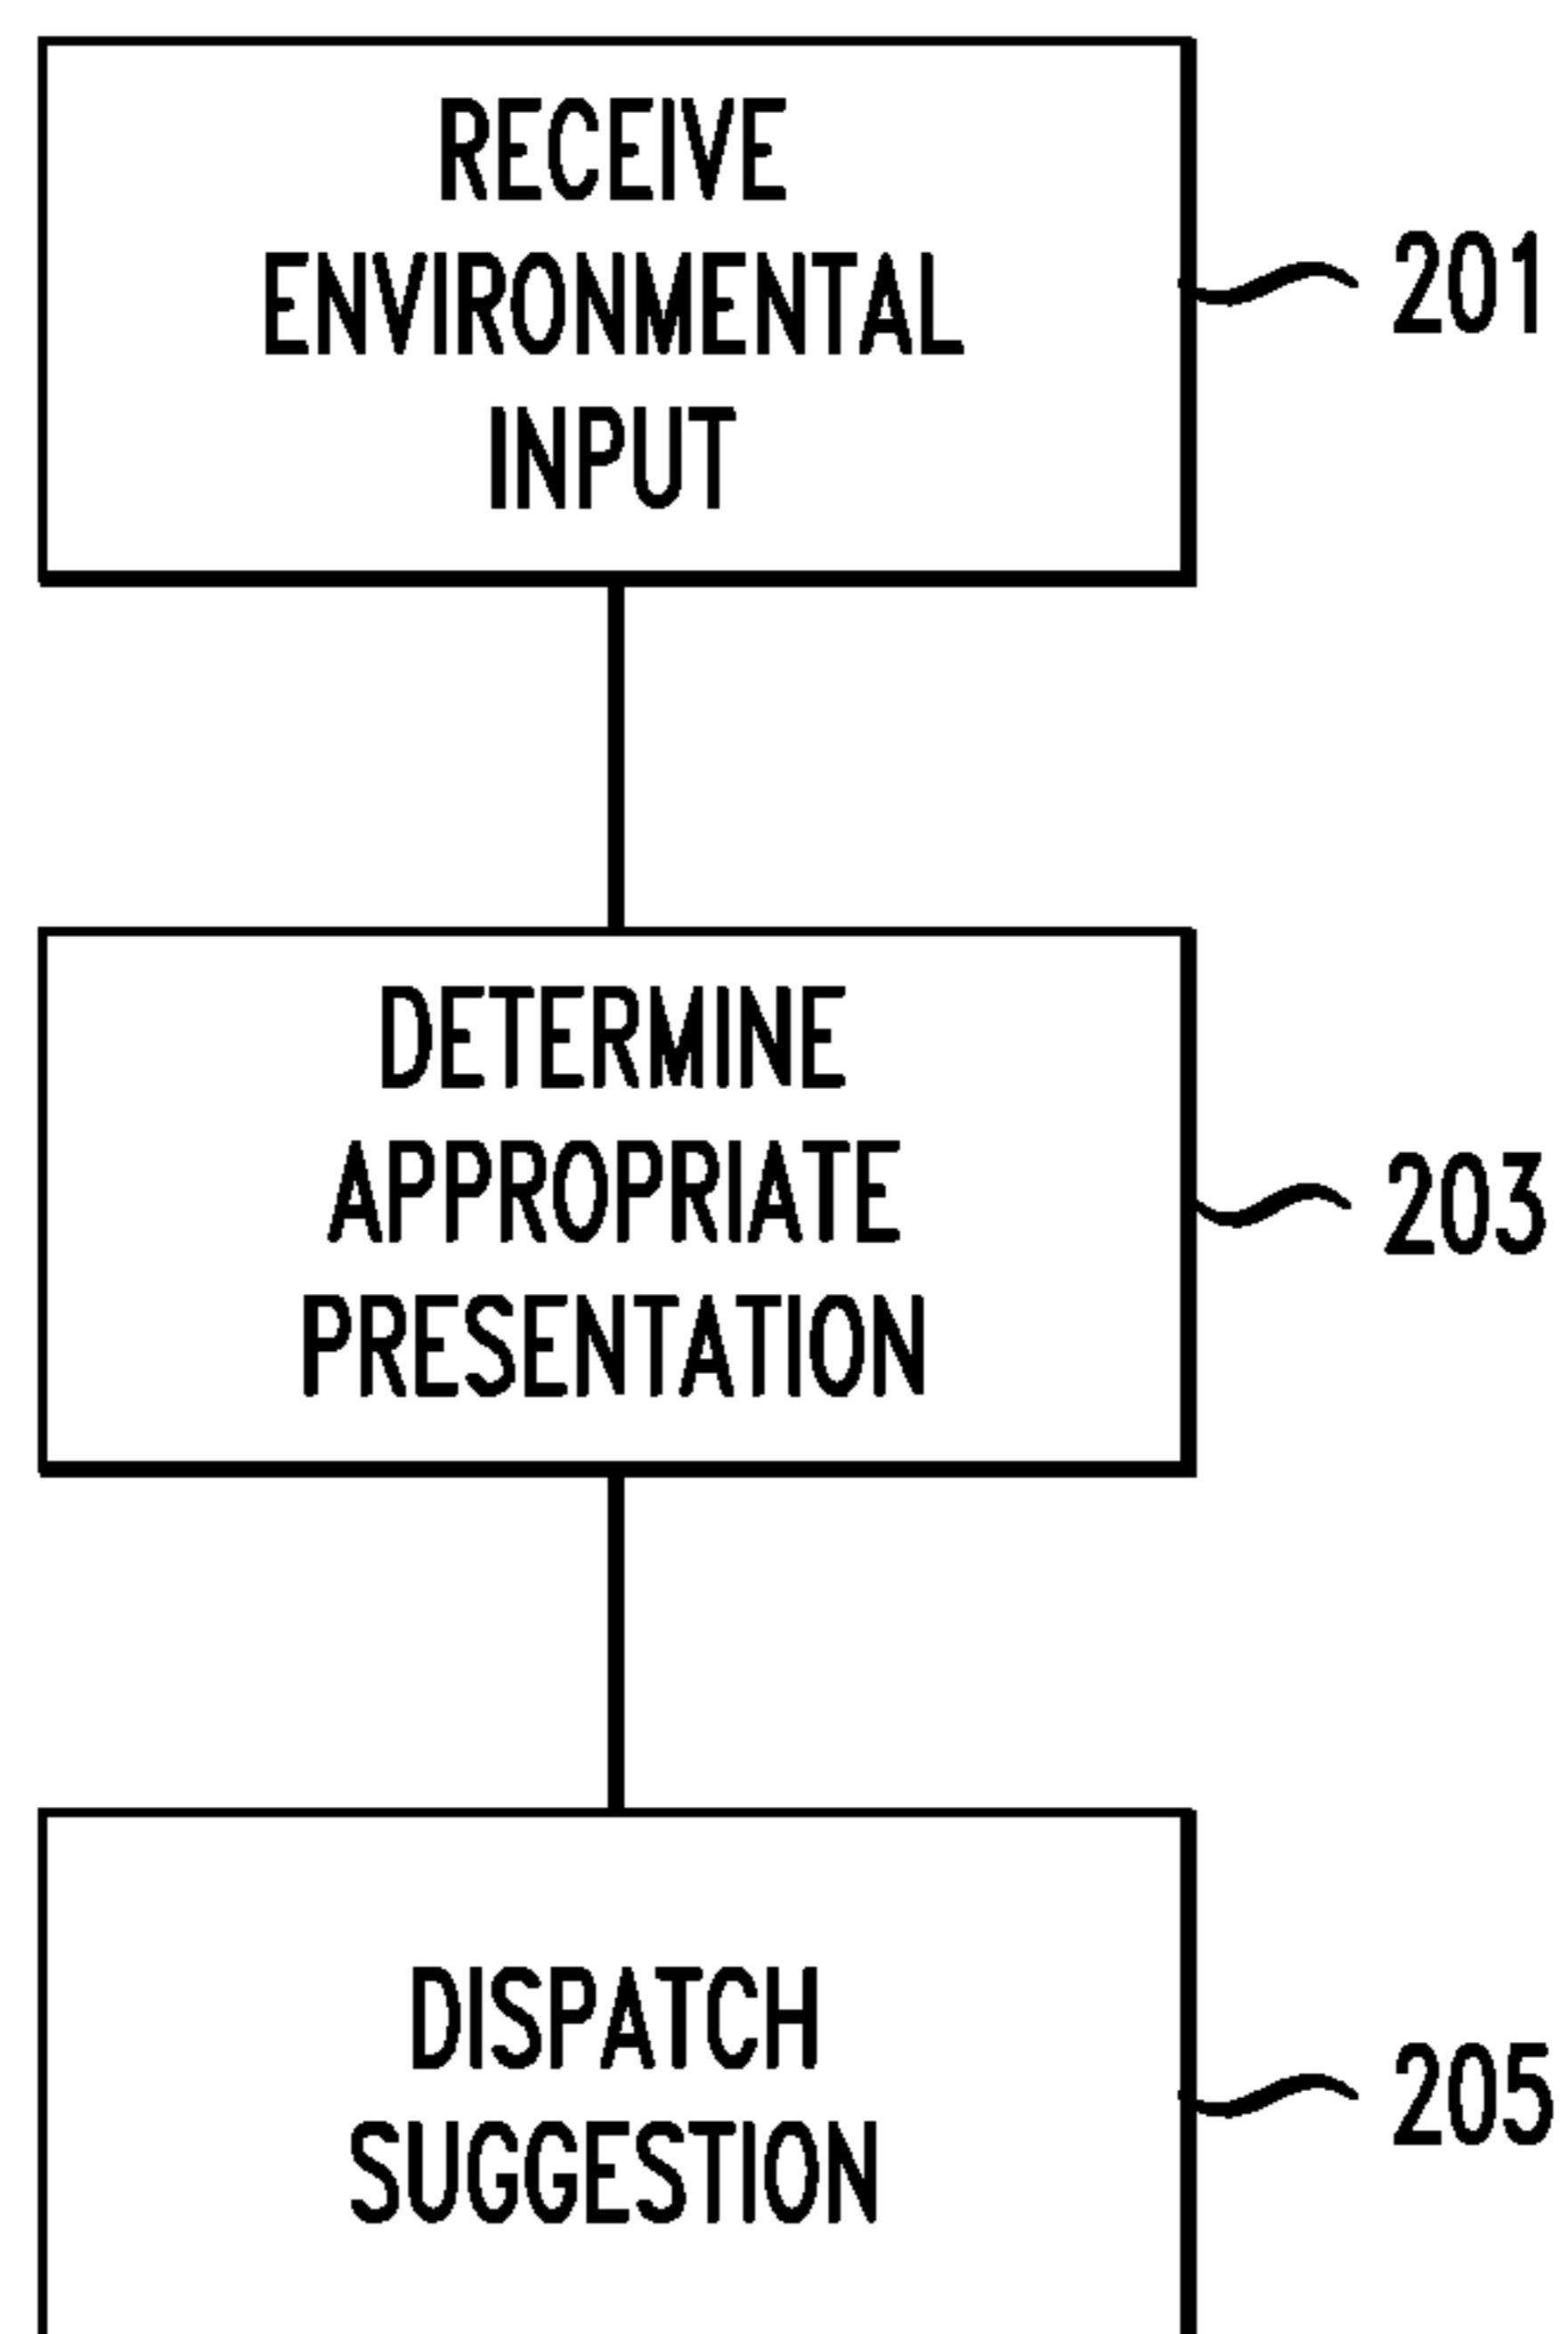 RECEIVE
ENVIRONMENTAL
INPUT
201
DETERMINE
APPROPRIATE
PRESENTATION
203
DISPATCH
SUGGESTION
205